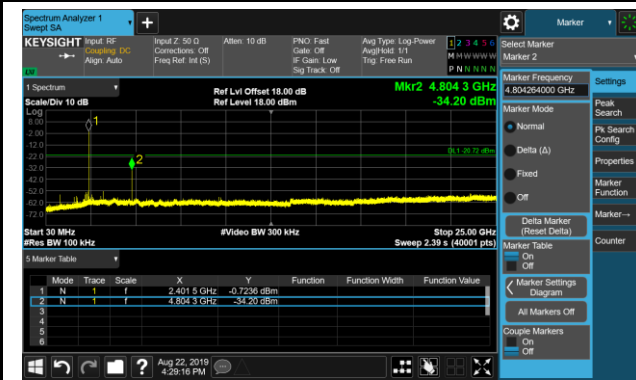 Spectrum Analyzer 1
Swept SA
Marker
KEYSIGHT Input: RF
Coupling: DC
Align: Auto
Input Z: 50 Ω
Corrections: Off
Freq Ref: Int (S)
Atten: 10 dB
PNO: Fast
Gate: Off
IF Gain: Low
Sig Track: Off
Avg Type: Log-Power
Avg|Hold: 1/1
Trig: Free Run
1 2 3 4 5 6
M W W W W W
P N N N N N
Select Marker
Marker 2
1 Spectrum
Scale/Div 10 dB
Log
Ref Lvl Offset 18.00 dB
Ref Level 18.00 dBm
Mkr2 4.804 3 GHz
-34.20 dBm
8.00
-2.00
-12.0
-22.0
-32.0
-42.0
-52.0
-62.0
-72.0
1
2
DL1 -20.72 dBm
Start 30 MHz
#Res BW 100 kHz
#Video BW 300 kHz
Stop 25.00 GHz
Sweep 2.39 s (40001 pts)
5 Marker Table
Mode Trace Scale X Y Function Function Width Function Value
1 N 1 f 2.401 5 GHz -0.7236 dBm
2 N 1 f 4.804 3 GHz -34.20 dBm
3
4
5
6
Aug 22, 2019
4:29:16 PM
Marker Frequency
4.804264000 GHz
Marker Mode
Normal
Delta (Δ)
Fixed
Off
Delta Marker
(Reset Delta)
Marker Table
On
Off
Marker Settings
Diagram
All Markers Off
Couple Markers
On
Off
Settings
Peak
Search
Pk Search
Config
Properties
Marker
Function
Marker→
Counter